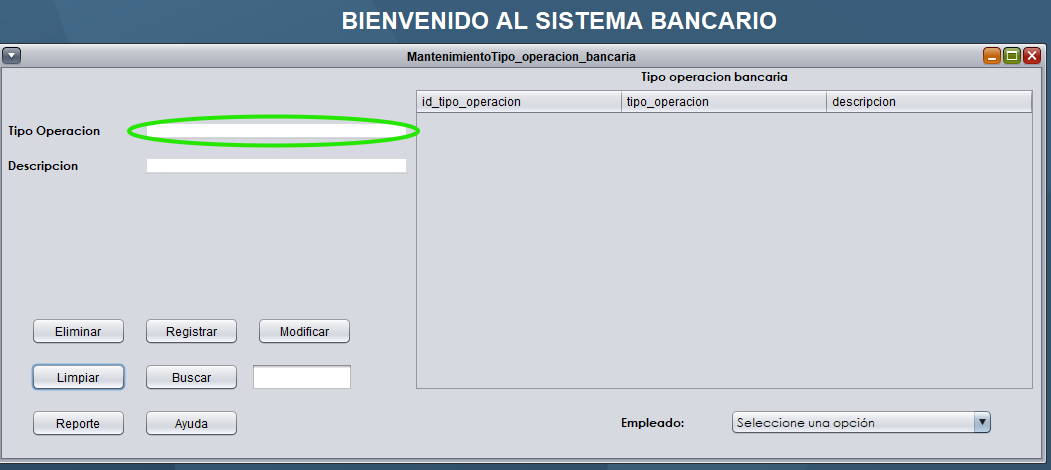 BIENVENIDO AL SISTEMA BANCARIO
MantenimientoTipo_operacion_bancaria
Tipo operacion bancaria
id_tipo_operacion tipo_operacion descripcion
Tipo Operacion
Descripcion
Eliminar Registrar Modificar
Limpiar Buscar
Reporte Ayuda
Empleado: Seleccione una opción